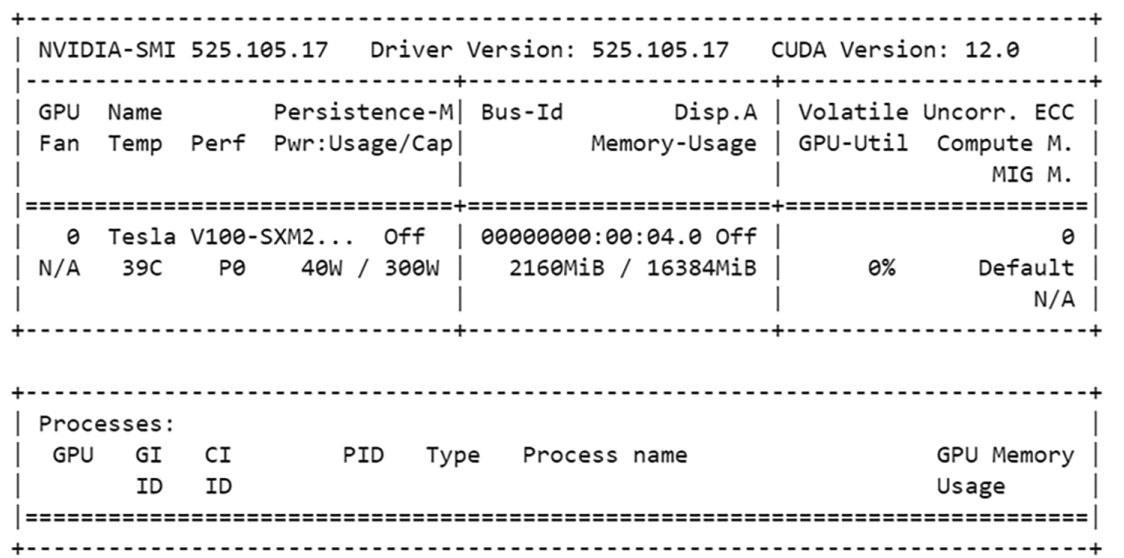 +-----------------------------------------------------------------------------+
| NVIDIA-SMI 525.105.17   Driver Version: 525.105.17   CUDA Version: 12.0     |
|-------------------------------+----------------------+----------------------+
| GPU  Name        Persistence-M| Bus-Id        Disp.A | Volatile Uncorr. ECC |
| Fan  Temp  Perf  Pwr:Usage/Cap|         Memory-Usage | GPU-Util  Compute M. |
|                               |                      |               MIG M. |
|===============================+======================+======================|
|   0  Tesla V100-SXM2...  Off  | 00000000:00:04.0 Off |                    0 |
| N/A   39C    P0    40W / 300W |   2160MiB / 16384MiB |      0%      Default |
|                               |                      |                  N/A |
+-------------------------------+----------------------+----------------------+

+-----------------------------------------------------------------------------+
| Processes:                                                                  |
|  GPU   GI   CI        PID   Type   Process name                  GPU Memory |
|        ID   ID                                                   Usage      |
|=============================================================================|
+-----------------------------------------------------------------------------+